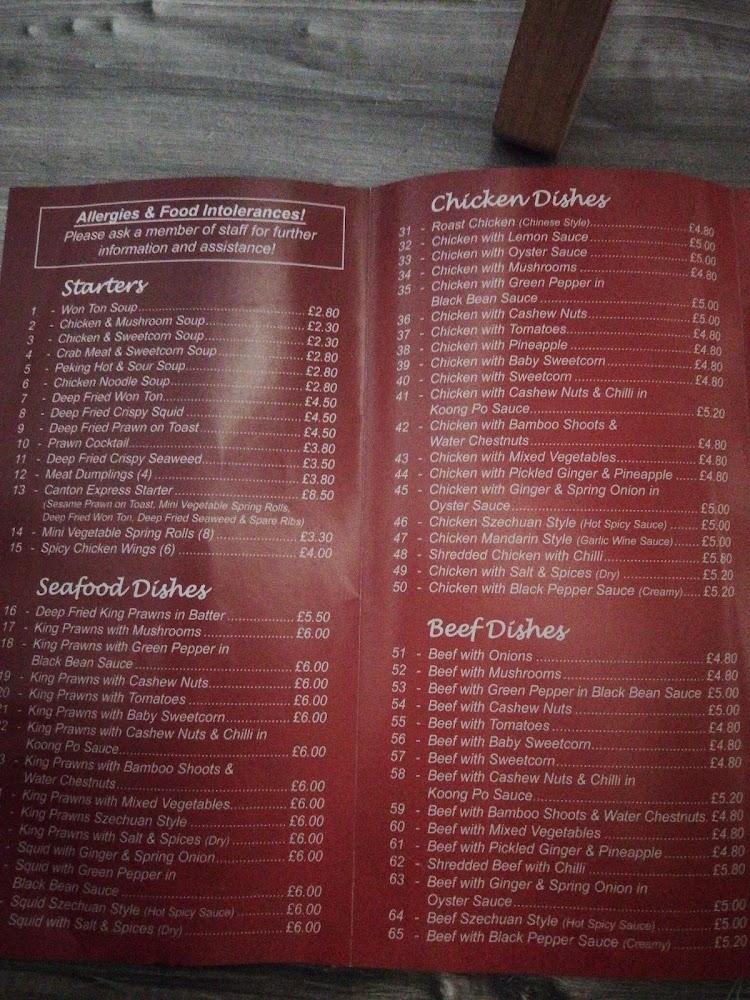 Allergies & Food Intolerances!
Please ask a member of staff for further
information and assistance!
Starters
1 - Won Ton Soup £2.80
2 - Chicken & Mushroom Soup £2.30
3 - Chicken & Sweetcorn Soup £2.30
4 - Crab Meat & Sweetcorn Soup £2.80
5 - Peking Hot & Sour Soup £2.80
6 - Chicken Noodle Soup £2.80
7 - Deep Fried Won Ton £4.50
8 - Deep Fried Crispy Squid £4.50
9 - Deep Fried Prawn on Toast £4.50
10 - Prawn Cocktail £3.80
11 - Deep Fried Crispy Seaweed £3.50
12 - Meat Dumplings (4) £3.80
13 - Canton Express Starter £8.50
(Sesame Prawn on Toast, Mini Vegetable Spring Rolls,
Deep Fried Won Ton, Deep Fried Seaweed & Spare Ribs)
14 - Mini Vegetable Spring Rolls (8) £3.30
15 - Spicy Chicken Wings (6) £4.00
Seafood Dishes
16 - Deep Fried King Prawns in Batter £5.50
17 - King Prawns with Mushrooms £6.00
18 - King Prawns with Green Pepper in
Black Bean Sauce £6.00
19 - King Prawns with Cashew Nuts £6.00
20 - King Prawns with Tomatoes £6.00
21 - King Prawns with Baby Sweetcorn £6.00
2 - King Prawns with Cashew Nuts & Chilli in
Koong Po Sauce £6.00
3 - King Prawns with Bamboo Shoots &
Water Chestnuts £6.00
- King Prawns with Mixed Vegetables £6.00
King Prawns Szechuan Style £6.00
King Prawns with Salt & Spices (Dry) £6.00
Squid with Ginger & Spring Onion £6.00
Squid with Green Pepper in
Black Bean Sauce £6.00
Squid Szechuan Style (Hot Spicy Sauce) £6.00
Squid with Salt & Spices (Dry) £6.00
Chicken Dishes
31 - Roast Chicken (Chinese Style) £4.80
32 - Chicken with Lemon Sauce £5.00
33 - Chicken with Oyster Sauce £5.00
34 - Chicken with Mushrooms £4.80
35 - Chicken with Green Pepper in
Black Bean Sauce £5.00
36 - Chicken with Cashew Nuts £5.00
37 - Chicken with Tomatoes £4.80
38 - Chicken with Pineapple £4.80
39 - Chicken with Baby Sweetcorn £4.80
40 - Chicken with Sweetcorn £4.80
41 - Chicken with Cashew Nuts & Chilli in
Koong Po Sauce £5.20
42 - Chicken with Bamboo Shoots &
Water Chestnuts £4.80
43 - Chicken with Mixed Vegetables £4.80
44 - Chicken with Pickled Ginger & Pineapple £4.80
45 - Chicken with Ginger & Spring Onion in
Oyster Sauce £5.00
46 - Chicken Szechuan Style (Hot Spicy Sauce) £5.00
47 - Chicken Mandarin Style (Garlic Wine Sauce) £5.00
48 - Shredded Chicken with Chilli £5.80
49 - Chicken with Salt & Spices (Dry) £5.20
50 - Chicken with Black Pepper Sauce (Creamy) £5.20
Beef Dishes
51 - Beef with Onions £4.80
52 - Beef with Mushrooms £4.80
53 - Beef with Green Pepper in Black Bean Sauce £5.00
54 - Beef with Cashew Nuts £5.00
55 - Beef with Tomatoes £4.80
56 - Beef with Baby Sweetcorn £4.80
57 - Beef with Sweetcorn £4.80
58 - Beef with Cashew Nuts & Chilli in
Koong Po Sauce £5.20
59 - Beef with Bamboo Shoots & Water Chestnuts £4.80
60 - Beef with Mixed Vegetables £4.80
61 - Beef with Pickled Ginger & Pineapple £4.80
62 - Shredded Beef with Chilli £5.80
63 - Beef with Ginger & Spring Onion in
Oyster Sauce £5.00
64 - Beef Szechuan Style (Hot Spicy Sauce) £5.00
65 - Beef with Black Pepper Sauce (Creamy) £5.20